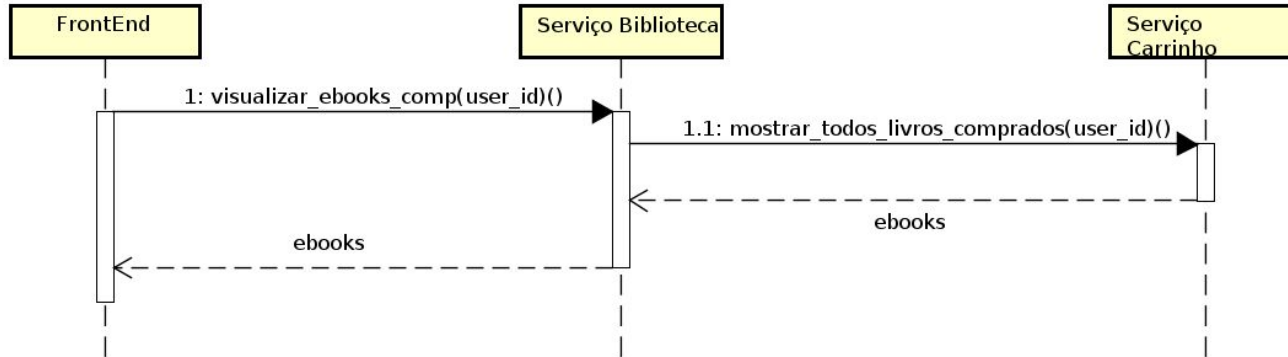 FrontEnd
Serviço Biblioteca
Serviço
Carrinho
1: visualizar_ebooks_comp(user_id)()
1.1: mostrar_todos_livros_comprados(user_id)()
ebooks
ebooks